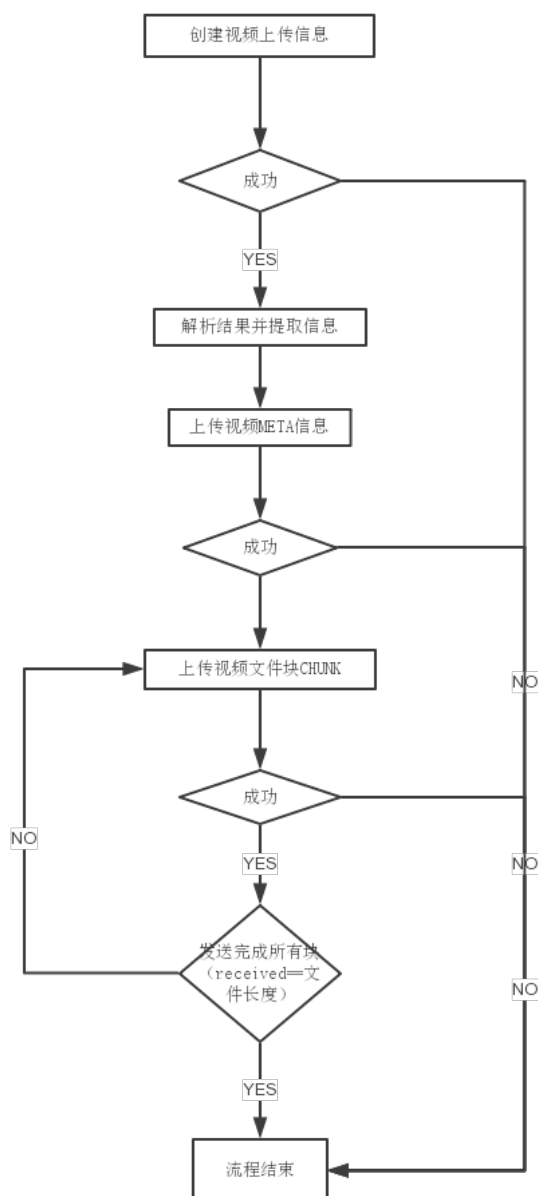 创建视频上传信息
成功
YES
解析结果并提取信息
上传视频META信息
成功
上传视频文件块CHUNK
NO
成功
NO
YES
NO
发送完成所有块
（received==文
件长度）
NO
YES
流程结束